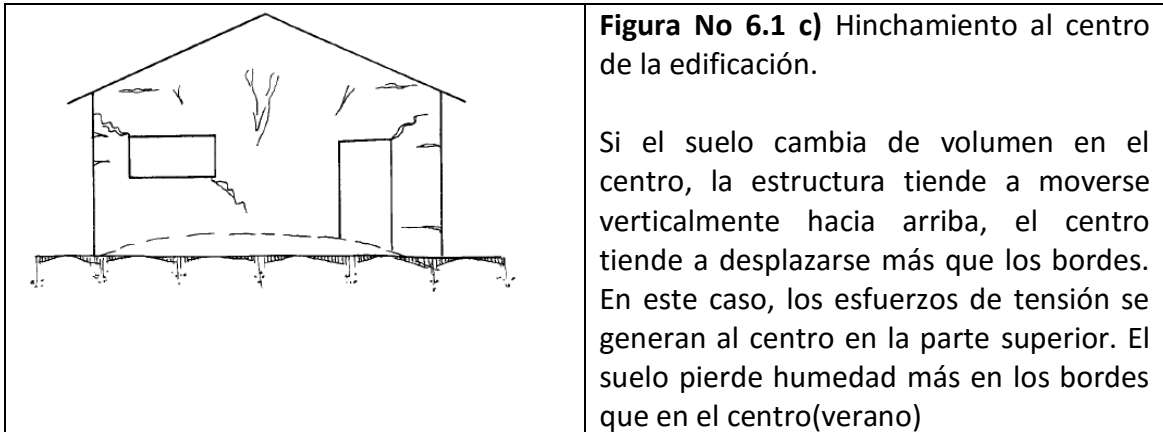 Figura No 6.1 c) Hinchamiento al centro
de la edificación.
Si el suelo cambia de volumen en el
centro, la estructura tiende a moverse
verticalmente hacia arriba, el centro
tiende a desplazarse más que los bordes.
En este caso, los esfuerzos de tensión se
generan al centro en la parte superior. El
suelo pierde humedad más en los bordes
que en el centro(verano)